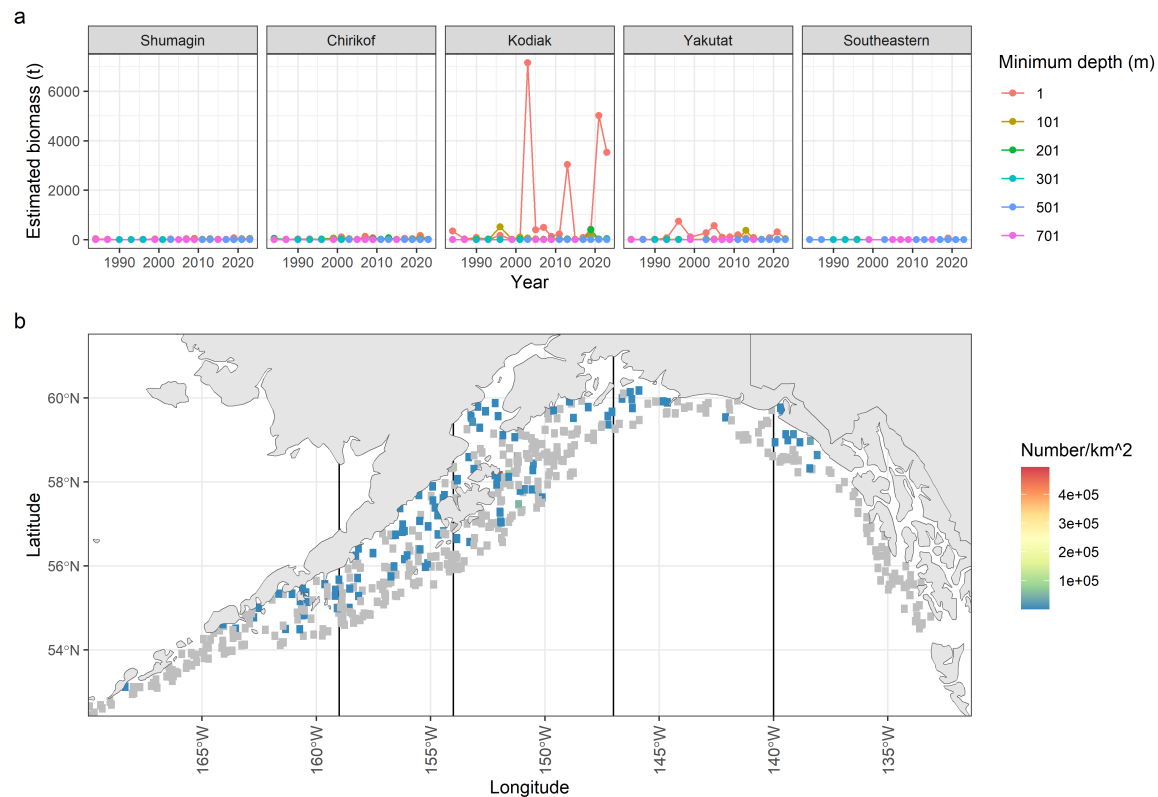 a
Shumagin Chirikof Kodiak Yakutat Southeastern
Estimated biomass (t)
6000
4000
2000
0
1990 2000 2010 2020 1990 2000 2010 2020 1990 2000 2010 2020 1990 2000 2010 2020 1990 2000 2010 2020
Year
Minimum depth (m)
1
101
201
301
501
701
b
Latitude
60°N
58°N
56°N
54°N
165°W 160°W 155°W 150°W 145°W 140°W 135°W
Longitude
Number/km^2
4e+05
3e+05
2e+05
1e+05